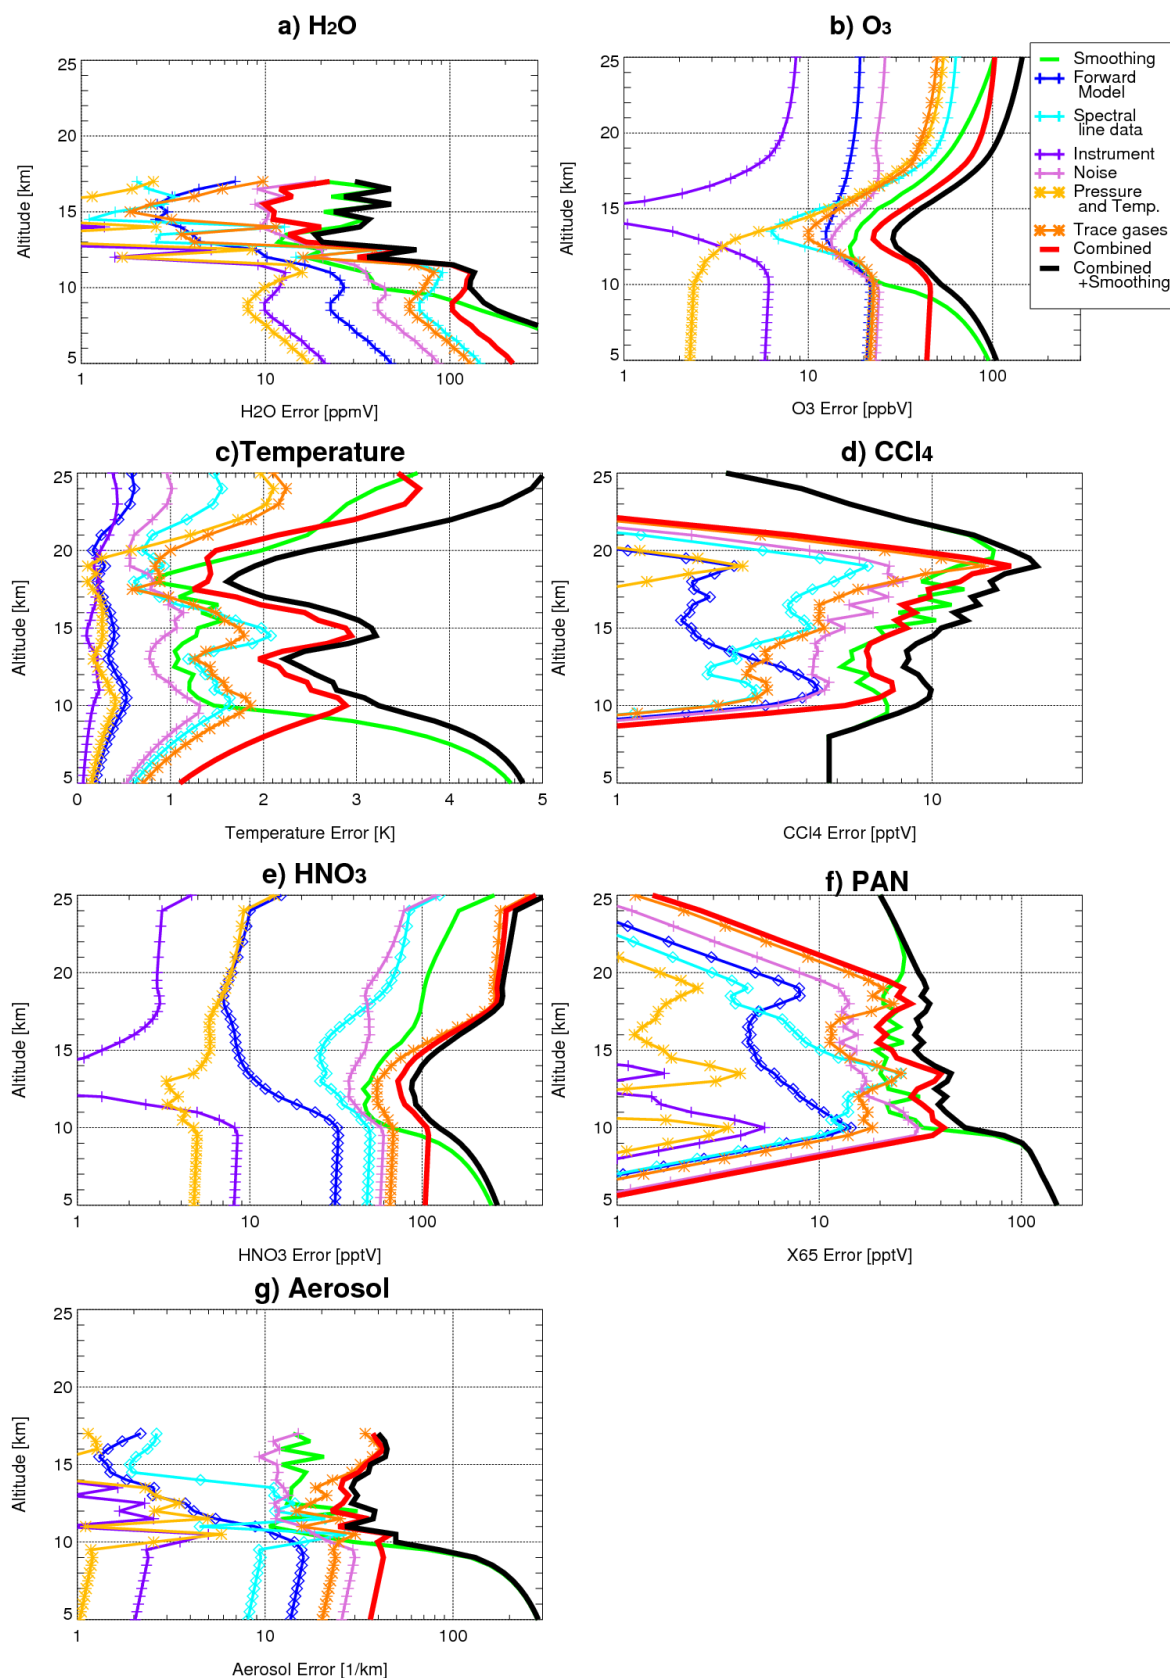 a) H2O
25
20
15
10
5
Altitude [km]
1
10
100
H2O Error [ppmV]
b) O3
25
20
15
10
5
Altitude [km]
1
10
100
O3 Error [ppbV]
Smoothing
Forward
Model
Spectral
line data
Instrument
Noise
Pressure
and Temp.
Trace gases
Combined
Combined
+Smoothing
c)Temperature
25
20
15
10
5
Altitude [km]
0
1
2
3
4
5
Temperature Error [K]
d) CCl4
25
20
15
10
5
Altitude [km]
1
10
CCl4 Error [pptV]
e) HNO3
25
20
15
10
5
Altitude [km]
1
10
100
HNO3 Error [pptV]
f) PAN
25
20
15
10
5
Altitude [km]
1
10
100
X65 Error [pptV]
g) Aerosol
25
20
15
10
5
Altitude [km]
1
10
100
Aerosol Error [1/km]